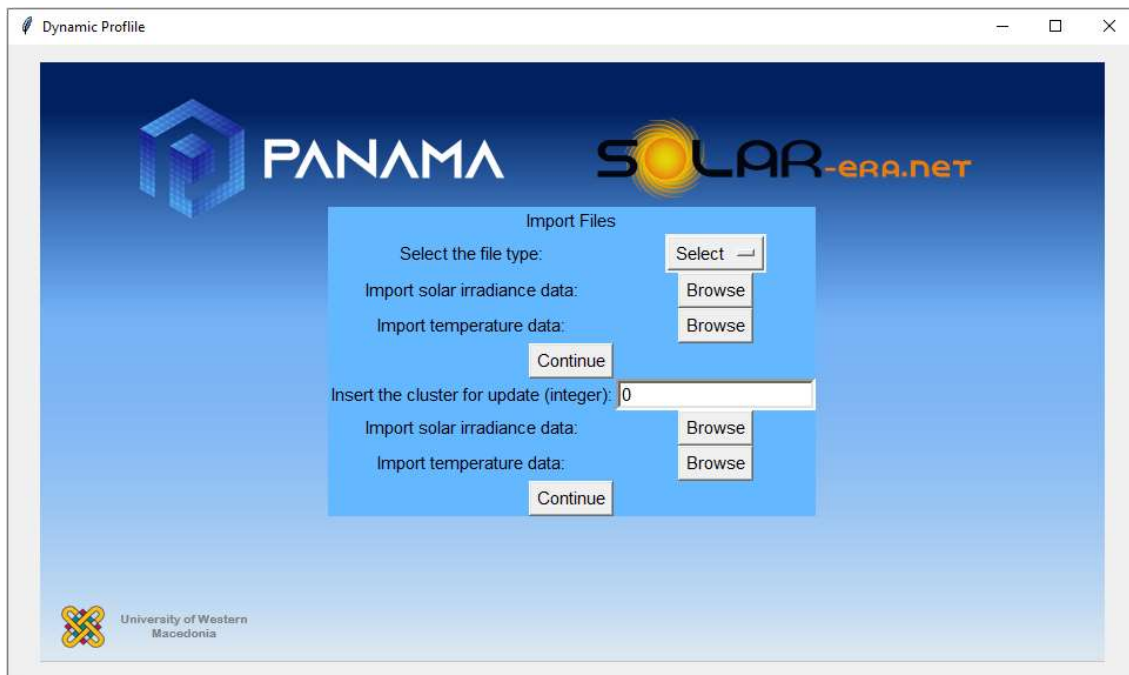 Dynamic Proflile
PANAMA
SOLAR-era.net
Import Files
Select the file type: Select
Import solar irradiance data: Browse
Import temperature data: Browse
Continue
Insert the cluster for update (integer): 0
Import solar irradiance data: Browse
Import temperature data: Browse
Continue
University of Western
Macedonia